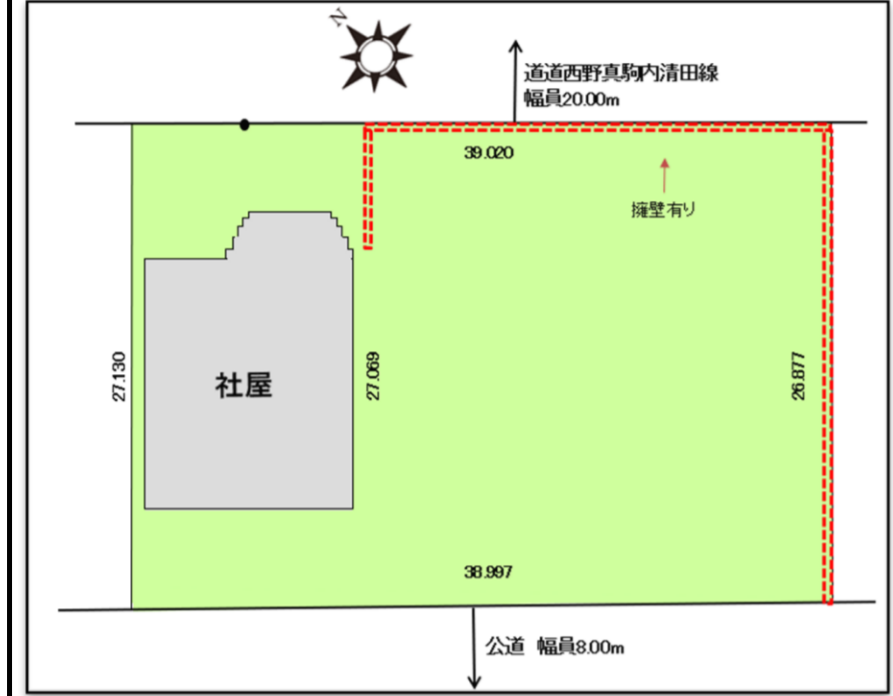 N
道道西野真駒内清田線
幅員20.00m
39.020
擁壁有り
27.130
社屋
27.069
26.877
38.997
公道 幅員8.00m